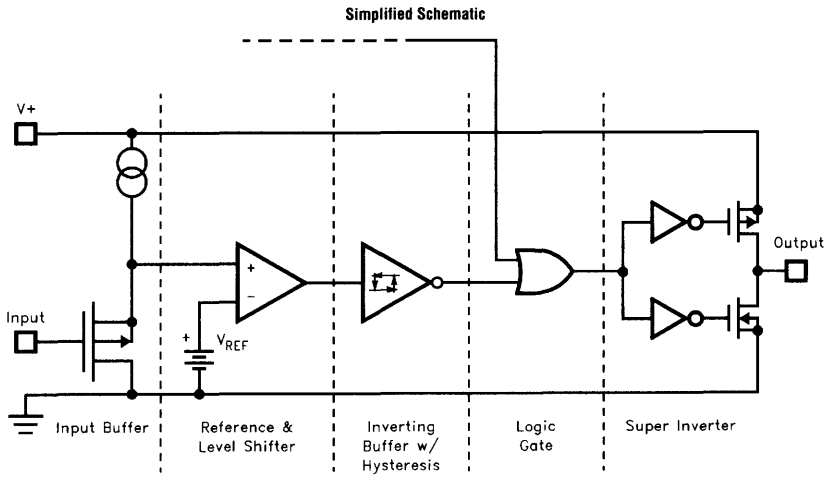 Simplified Schematic
V+
Input
+
−
+
VREF
Output
Input Buffer
Reference &
Level Shifter
Inverting
Buffer w/
Hysteresis
Logic
Gate
Super Inverter